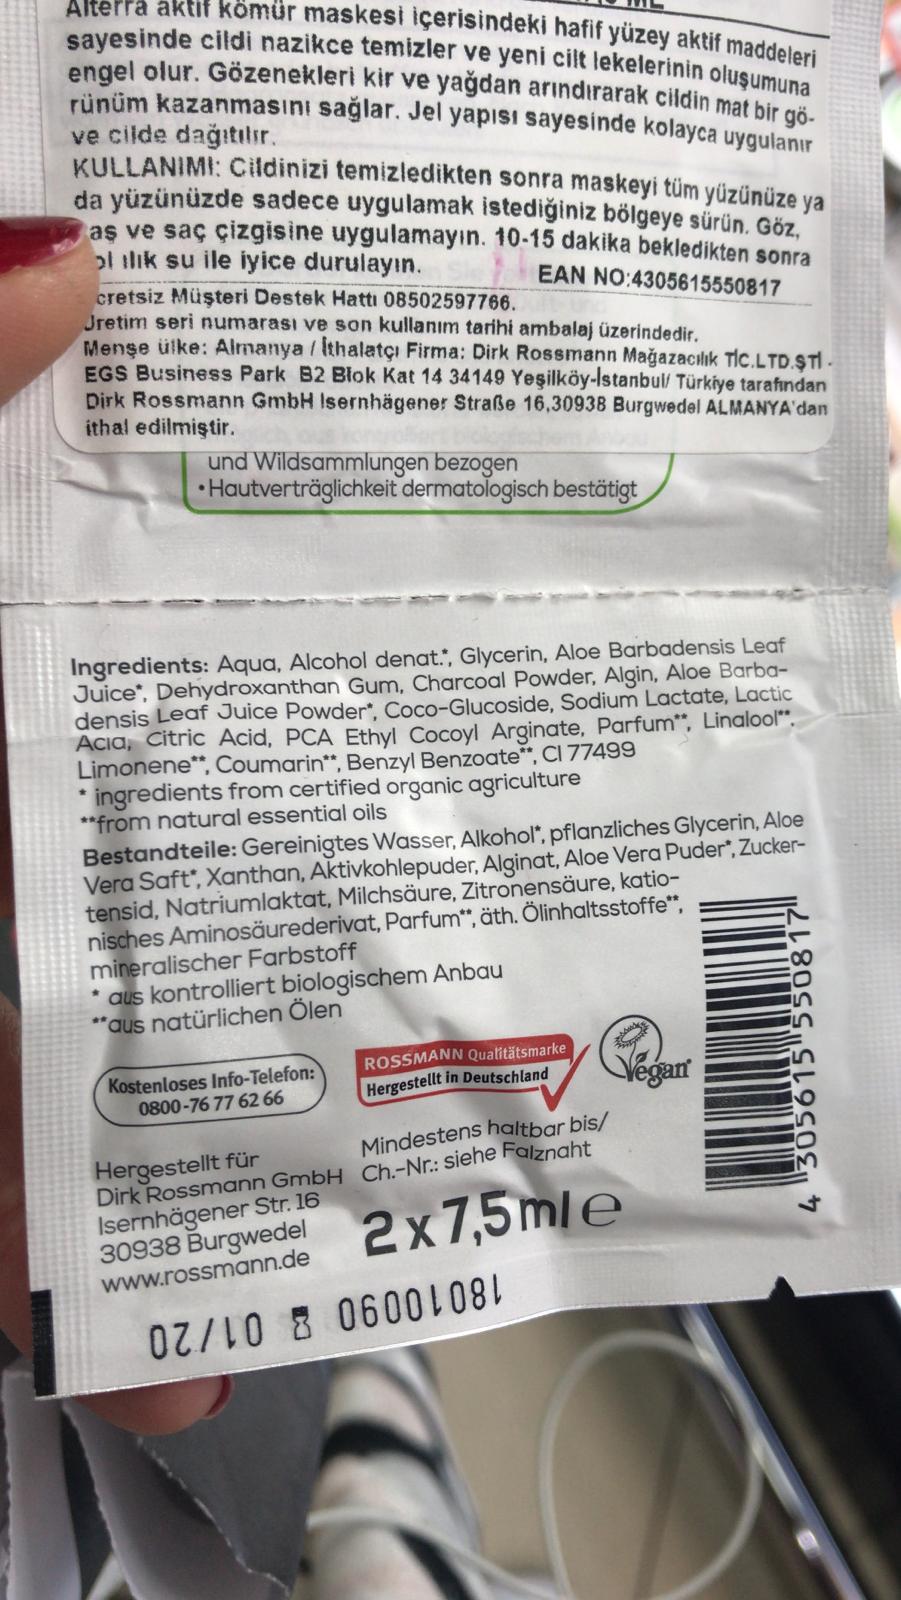 Alterra aktif kömür maskesi içerisindeki hafif yüzey aktif maddeleri
sayesinde cildi nazikce temizler ve yeni cilt lekelerinin oluşumuna
engel olur. Gözenekleri kir ve yağdan arındırarak cildin mat bir gö-
rünüm kazanmasını sağlar. Jel yapısı sayesinde kolayca uygulanır
ve cilde dağıtılır.
KULLANIMI: Cildinizi temizledikten sonra maskeyi tüm yüzünüze ya
da yüzünüzde sadece uygulamak istediğiniz bölgeye sürün. Göz,
aş ve saç çizgisine uygulamayın. 10-15 dakika bekledikten sonra
ol ılık su ile iyice durulayın.
EAN NO:4305615550817
cretsiz Müşteri Destek Hattı 08502597766.
Üretim seri numarası ve son kullanım tarihi ambalaj üzerindedir.
Menşe ülke: Almanya / İthalatçı Firma: Dirk Rossmann Mağazacılık TİC.LTD.ŞTİ.
EGS Business Park B2 Blok Kat 14 34149 Yeşilköy-İstanbul/ Türkiye tarafından
Dirk Rossmann GmbH Isernhägener Straße 16,30938 Burgwedel ALMANYA'dan
ithal edilmiştir.
und Wildsammlungen bezogen
• Hautverträglichkeit dermatologisch bestätigt
Ingredients: Aqua, Alcohol denat.*, Glycerin, Aloe Barbadensis Leaf
Juice*, Dehydroxanthan Gum, Charcoal Powder, Algin, Aloe Barba-
densis Leaf Juice Powder*, Coco-Glucoside, Sodium Lactate, Lactic
Acid, Citric Acid, PCA Ethyl Cocoyl Arginate, Parfum**, Linalool**,
Limonene**, Coumarin**, Benzyl Benzoate**, CI 77499
* ingredients from certified organic agriculture
**from natural essential oils
Bestandteile: Gereinigtes Wasser, Alkohol*, pflanzliches Glycerin, Aloe
Vera Saft*, Xanthan, Aktivkohlepuder, Alginat, Aloe Vera Puder*, Zucker-
tensid, Natriumlaktat, Milchsäure, Zitronensäure, katio-
nisches Aminosäurederivat, Parfum**, äth. Ölinhaltsstoffe**,
mineralischer Farbstoff
* aus kontrolliert biologischem Anbau
**aus natürlichen Ölen
Kostenloses Info-Telefon:
0800-76 77 62 66
ROSSMANN Qualitätsmarke
Hergestellt in Deutschland
Vegan
Hergestellt für
Dirk Rossmann GmbH
Isernhägener Str. 16
30938 Burgwedel
www.rossmann.de
Mindestens haltbar bis/
Ch.-Nr.: siehe Falznaht
2 x 7,5 ml e
4 305615 550817
18010090 01/20